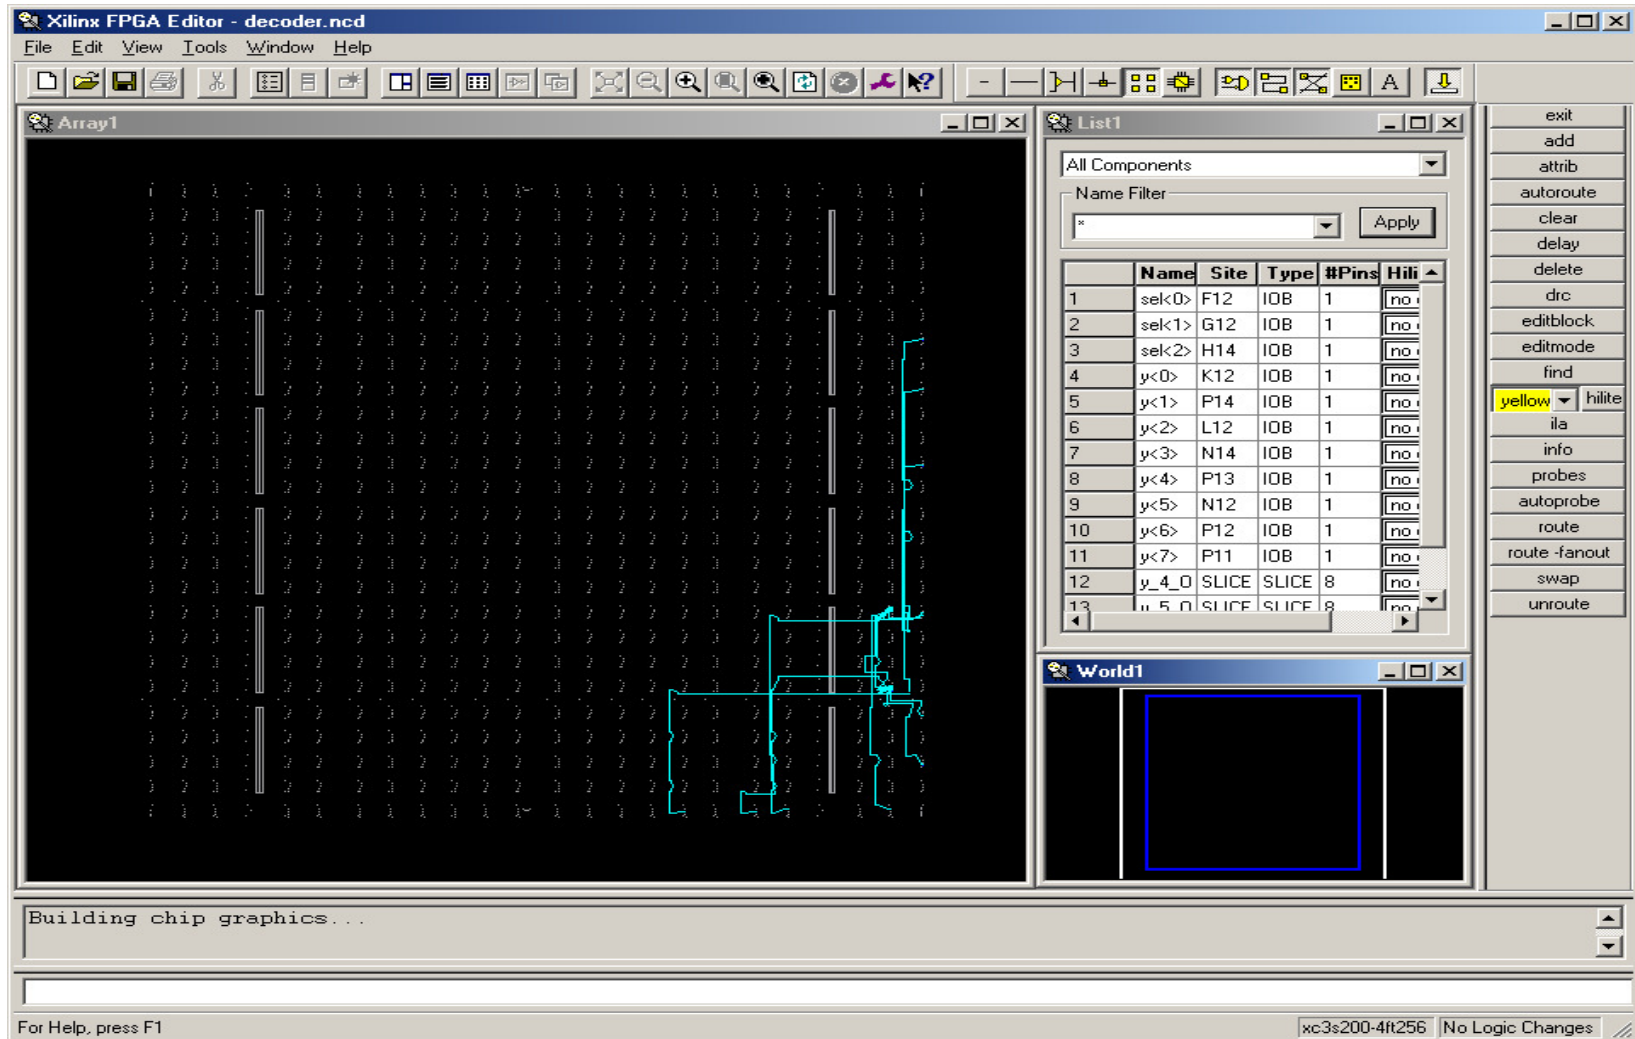 Xilinx FPGA Editor - decoder.ncd
File Edit View Tools Window Help
A
Array1
List1
All Components
Name Filter
*
Apply
Name Site Type #Pins Hili
1 sel<0> F12 IOB 1 no
2 sel<1> G12 IOB 1 no
3 sel<2> H14 IOB 1 no
4 y<0> K12 IOB 1 no
5 y<1> P14 IOB 1 no
6 y<2> L12 IOB 1 no
7 y<3> N14 IOB 1 no
8 y<4> P13 IOB 1 no
9 y<5> N12 IOB 1 no
10 y<6> P12 IOB 1 no
11 y<7> P11 IOB 1 no
12 y_4_O SLICE SLICE 8 no
13 y_5_O SLICE SLICE 8 no
World1
exit
add
attrib
autoroute
clear
delay
delete
drc
editblock
editmode
find
yellow hilite
ila
info
probes
autoprobe
route
route -fanout
swap
unroute
Building chip graphics...
For Help, press F1
xc3s200-4ft256 No Logic Changes